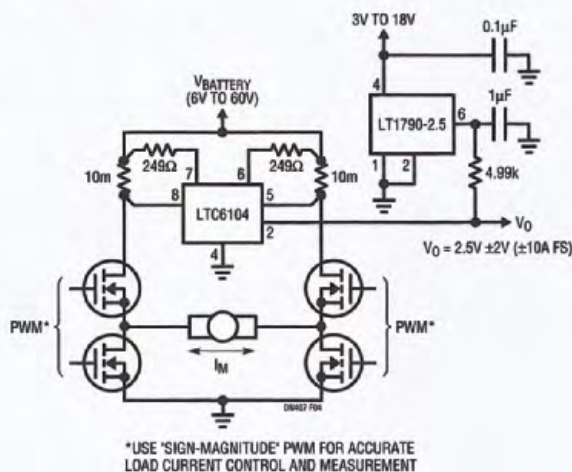 3V TO 18V
0.1µF
VBATTERY
(6V TO 60V)
4
LT1790-2.5
6
1µF
1
2
249Ω
249Ω
10m
10m
7
6
8
5
LTC6104
2
4
4.99k
VO
VO = 2.5V ±2V (±10A FS)
PWM*
PWM*
IM
DN407 F04
*USE "SIGN-MAGNITUDE" PWM FOR ACCURATE
LOAD CURRENT CONTROL AND MEASUREMENT